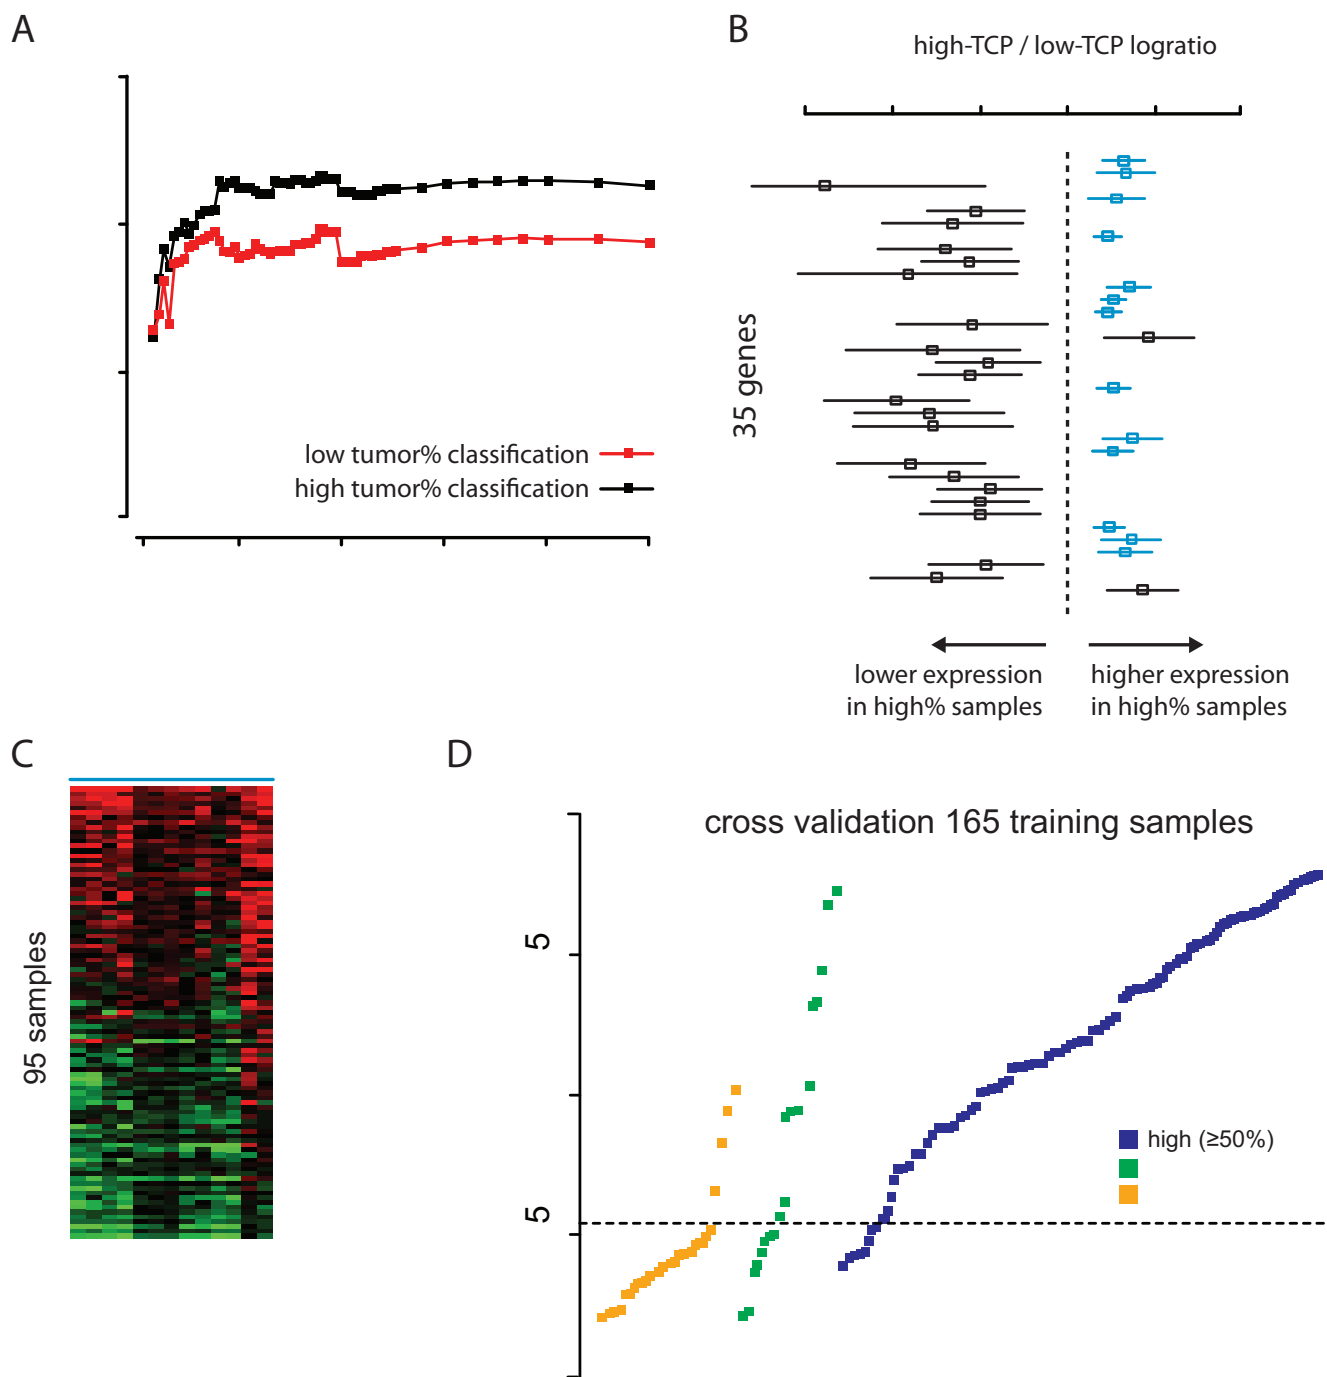 A
low tumor% classification
high tumor% classification
B
high-TCP / low-TCP logratio
35 genes
lower expression
in high% samples
higher expression
in high% samples
C
95 samples
D
cross validation 165 training samples
5
5
high (≥50%)